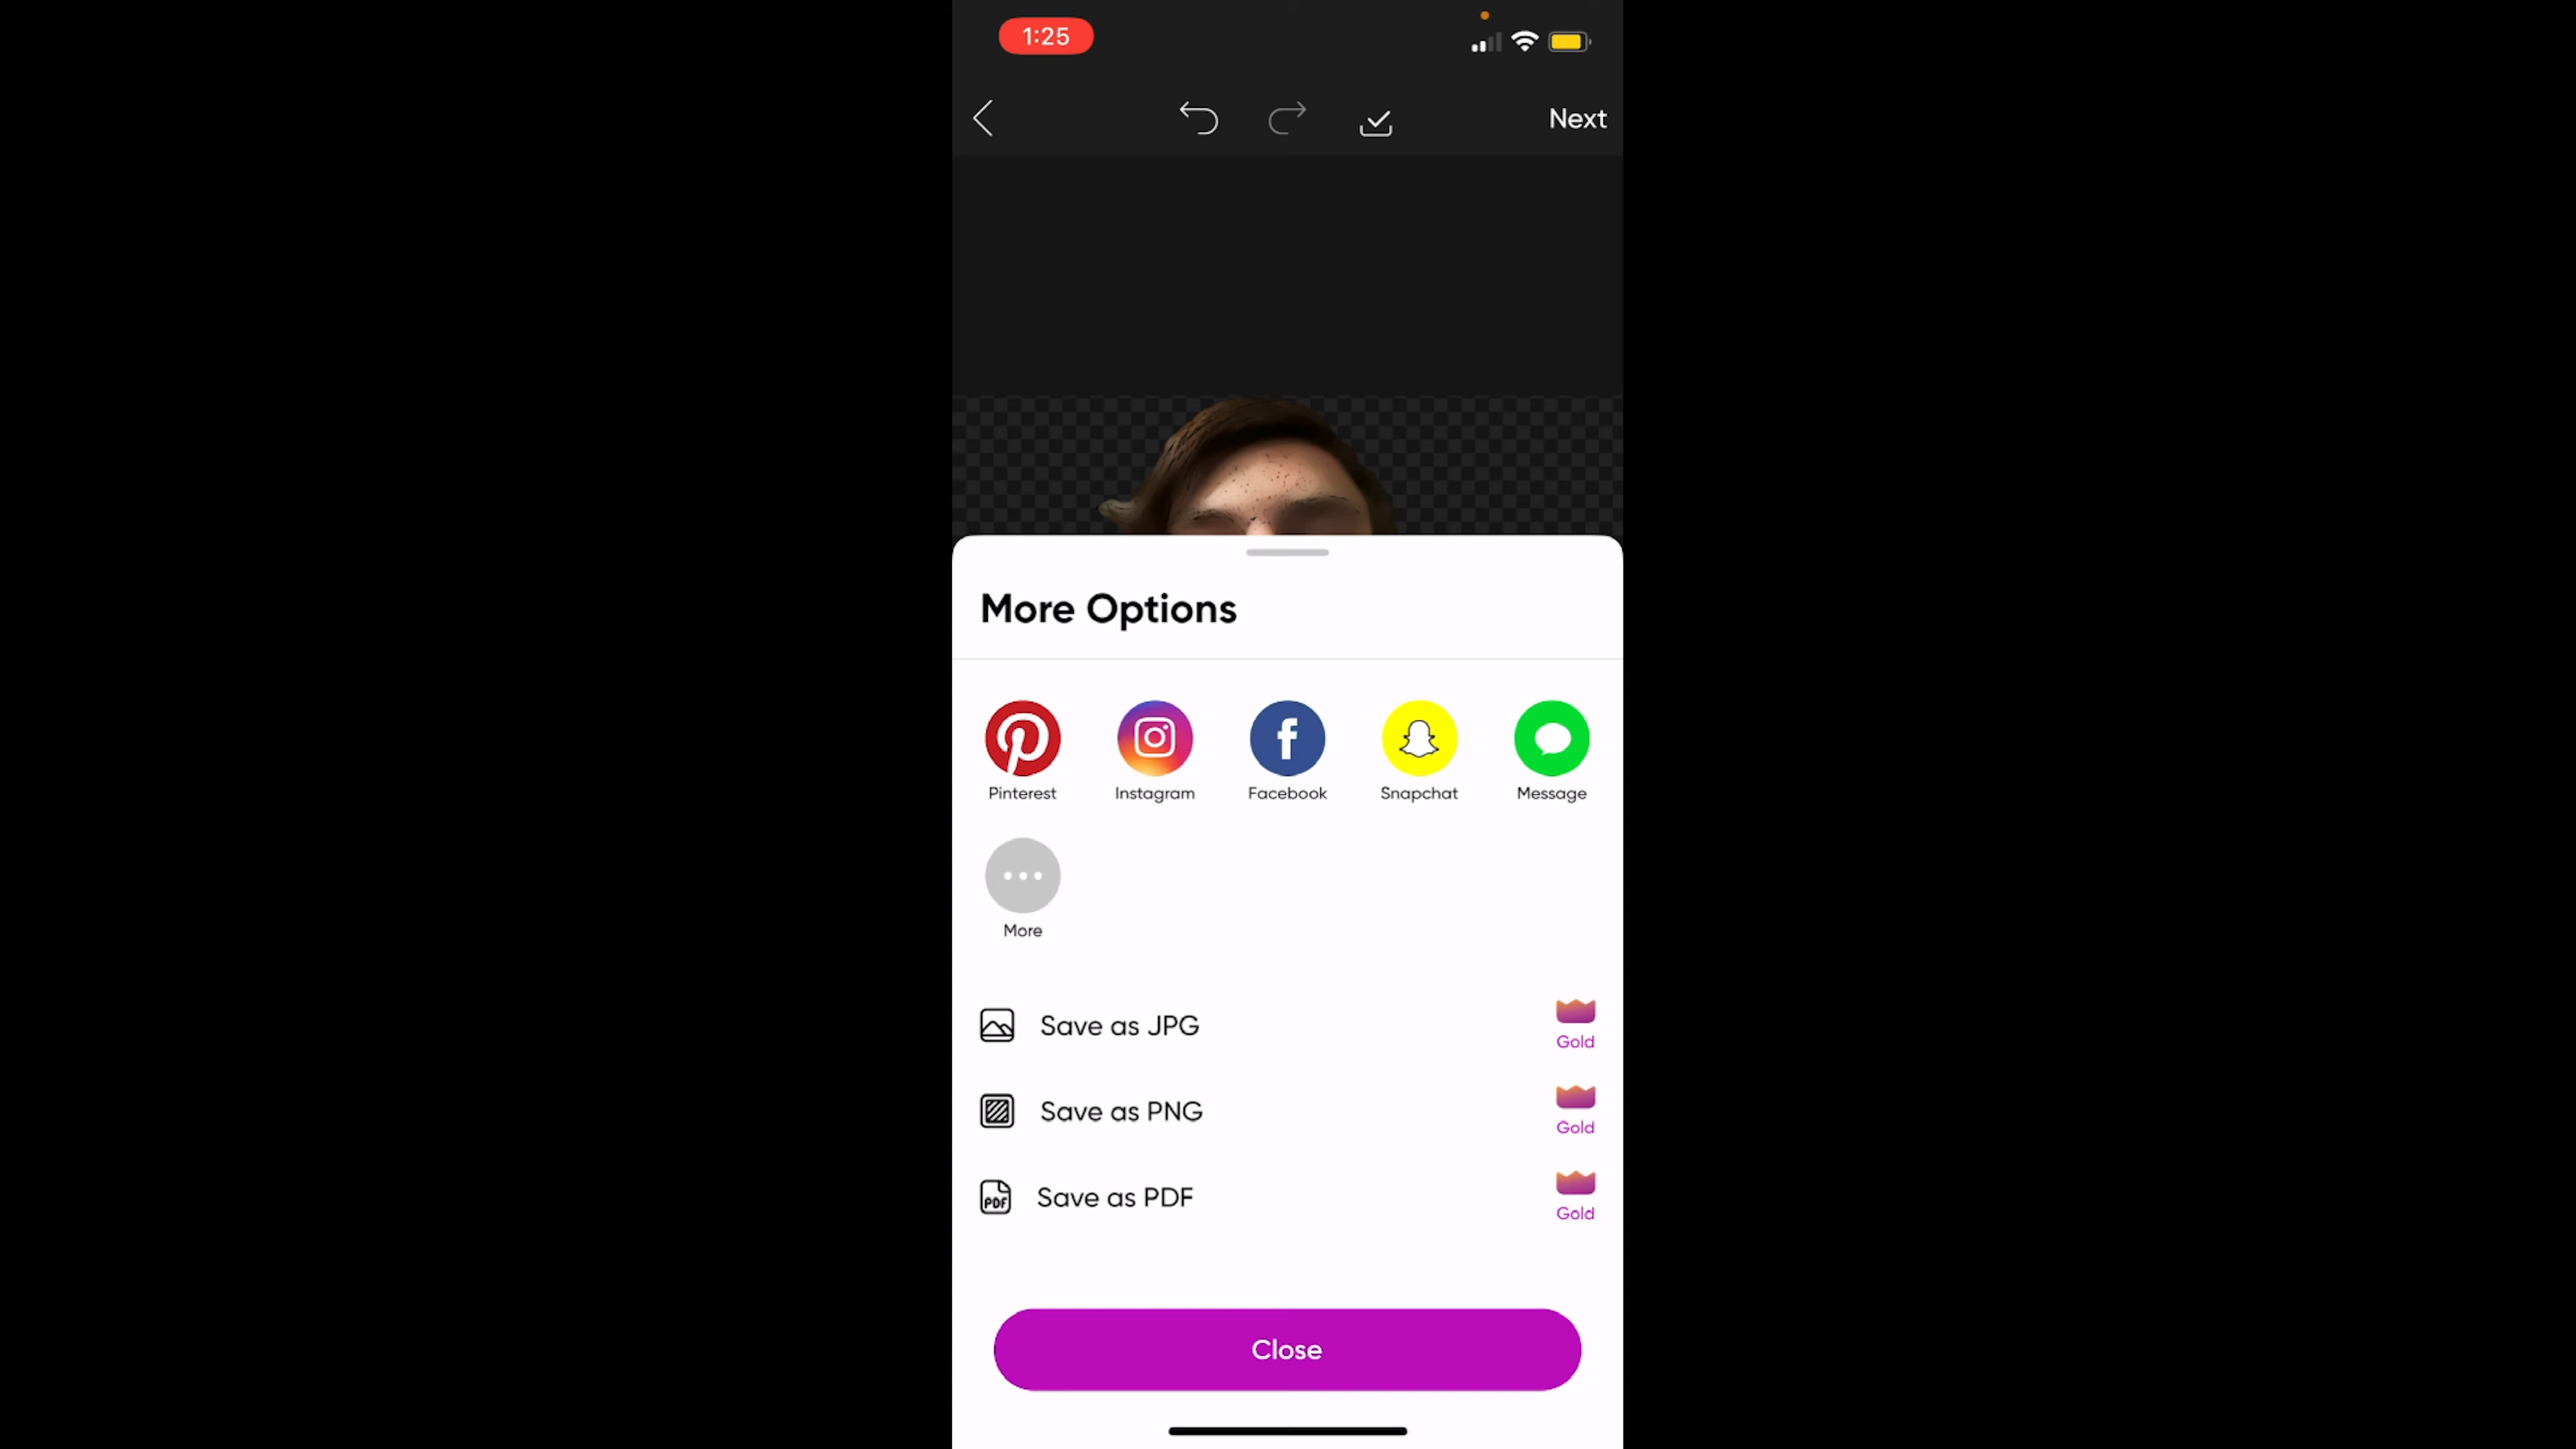 1:25
Next
More Options
Pinterest Instagram Facebook Snapchat Message
More
Save as JPG Gold
Save as PNG Gold
PDF Save as PDF Gold
Close